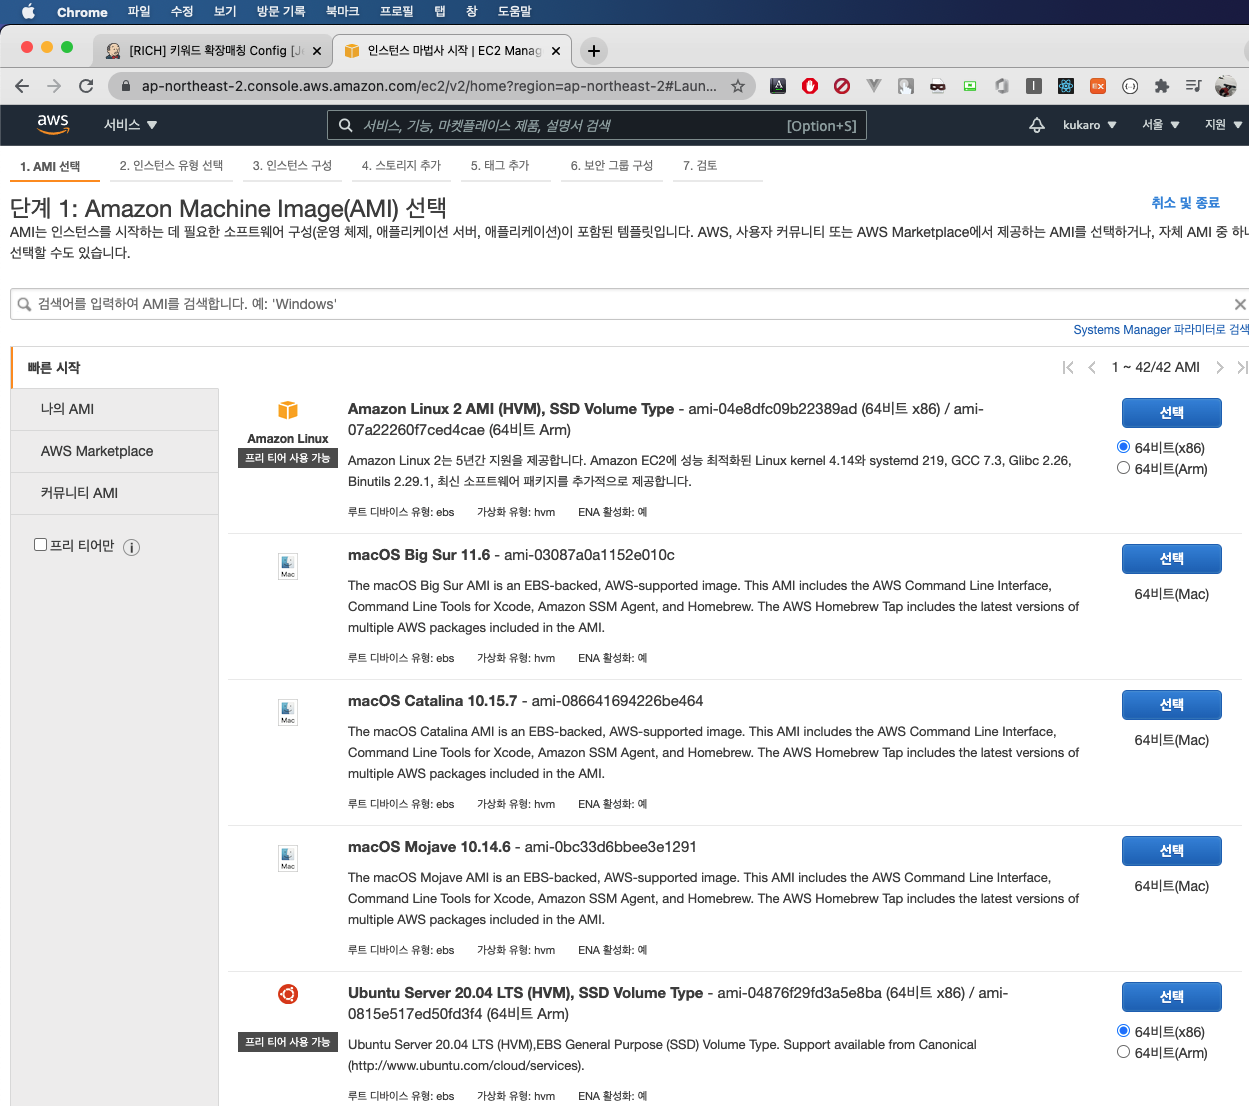 Chrome 파일 수정 보기 방문 기록 북마크 프로필 탭 창 도움말
[RICH] 키워드 확장매칭 Config [J
인스턴스 마법사 시작 | EC2 Manag
ap-northeast-2.console.aws.amazon.com/ec2/v2/home?region=ap-northeast-2#Laun...
aws 서비스 서비스, 기능, 마켓플레이스 제품, 설명서 검색 [Option+S] kukaro 서울 지원
1. AMI 선택 2. 인스턴스 유형 선택 3. 인스턴스 구성 4. 스토리지 추가 5. 태그 추가 6. 보안 그룹 구성 7. 검토
단계 1: Amazon Machine Image(AMI) 선택
취소 및 종료
AMI는 인스턴스를 시작하는 데 필요한 소프트웨어 구성(운영 체제, 애플리케이션 서버, 애플리케이션)이 포함된 템플릿입니다. AWS, 사용자 커뮤니티 또는 AWS Marketplace에서 제공하는 AMI를 선택하거나, 자체 AMI 중 하나
선택할 수도 있습니다.
검색어를 입력하여 AMI를 검색합니다. 예: 'Windows'
Systems Manager 파라미터로 검색
빠른 시작
1 ~ 42/42 AMI
나의 AMI
AWS Marketplace
커뮤니티 AMI
프리 티어만
Amazon Linux
프리 티어 사용 가능
Amazon Linux 2 AMI (HVM), SSD Volume Type - ami-04e8dfc09b22389ad (64비트 x86) / ami-
07a22260f7ced4cae (64비트 Arm)
Amazon Linux 2는 5년간 지원을 제공합니다. Amazon EC2에 성능 최적화된 Linux kernel 4.14와 systemd 219, GCC 7.3, Glibc 2.26,
Binutils 2.29.1, 최신 소프트웨어 패키지를 추가적으로 제공합니다.
루트 디바이스 유형: ebs 가상화 유형: hvm ENA 활성화: 예
선택
64비트(x86)
64비트(Arm)
Mac
macOS Big Sur 11.6 - ami-03087a0a1152e010c
The macOS Big Sur AMI is an EBS-backed, AWS-supported image. This AMI includes the AWS Command Line Interface,
Command Line Tools for Xcode, Amazon SSM Agent, and Homebrew. The AWS Homebrew Tap includes the latest versions of
multiple AWS packages included in the AMI.
루트 디바이스 유형: ebs 가상화 유형: hvm ENA 활성화: 예
선택
64비트(Mac)
Mac
macOS Catalina 10.15.7 - ami-086641694226be464
The macOS Catalina AMI is an EBS-backed, AWS-supported image. This AMI includes the AWS Command Line Interface,
Command Line Tools for Xcode, Amazon SSM Agent, and Homebrew. The AWS Homebrew Tap includes the latest versions of
multiple AWS packages included in the AMI.
루트 디바이스 유형: ebs 가상화 유형: hvm ENA 활성화: 예
선택
64비트(Mac)
Mac
macOS Mojave 10.14.6 - ami-0bc33d6bbee3e1291
The macOS Mojave AMI is an EBS-backed, AWS-supported image. This AMI includes the AWS Command Line Interface,
Command Line Tools for Xcode, Amazon SSM Agent, and Homebrew. The AWS Homebrew Tap includes the latest versions of
multiple AWS packages included in the AMI.
루트 디바이스 유형: ebs 가상화 유형: hvm ENA 활성화: 예
선택
64비트(Mac)
프리 티어 사용 가능
Ubuntu Server 20.04 LTS (HVM), SSD Volume Type - ami-04876f29fd3a5e8ba (64비트 x86) / ami-
0815e517ed50fd3f4 (64비트 Arm)
Ubuntu Server 20.04 LTS (HVM),EBS General Purpose (SSD) Volume Type. Support available from Canonical
(http://www.ubuntu.com/cloud/services).
루트 디바이스 유형: ebs 가상화 유형: hvm ENA 활성화: 예
선택
64비트(x86)
64비트(Arm)